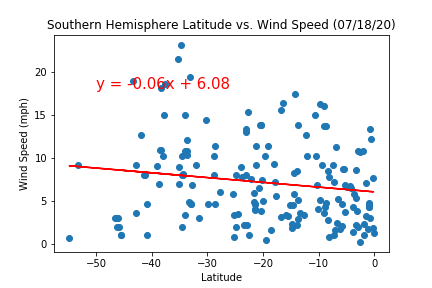 Southern Hemisphere Latitude vs. Wind Speed (07/18/20)
y = -0.06x + 6.08
Wind Speed (mph)
20
15
10
5
0
−50
−40
−30
−20
−10
0
Latitude